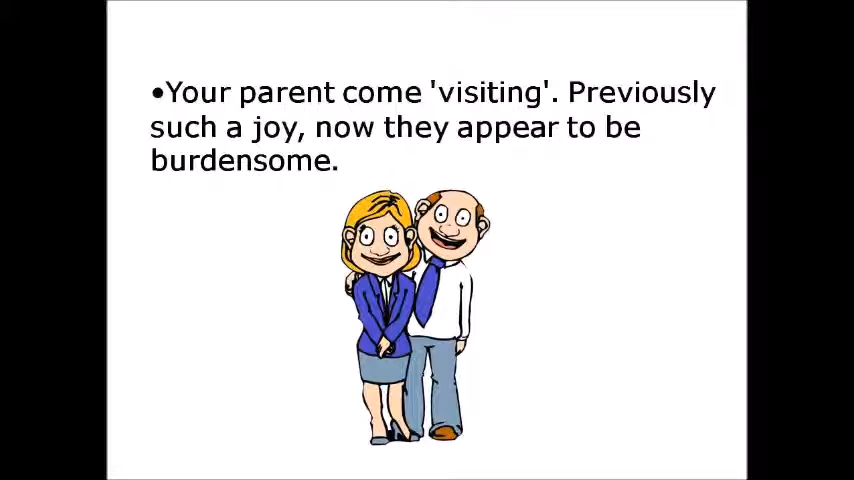 •Your parent come 'visiting'. Previously
such a joy, now they appear to be
burdensome.